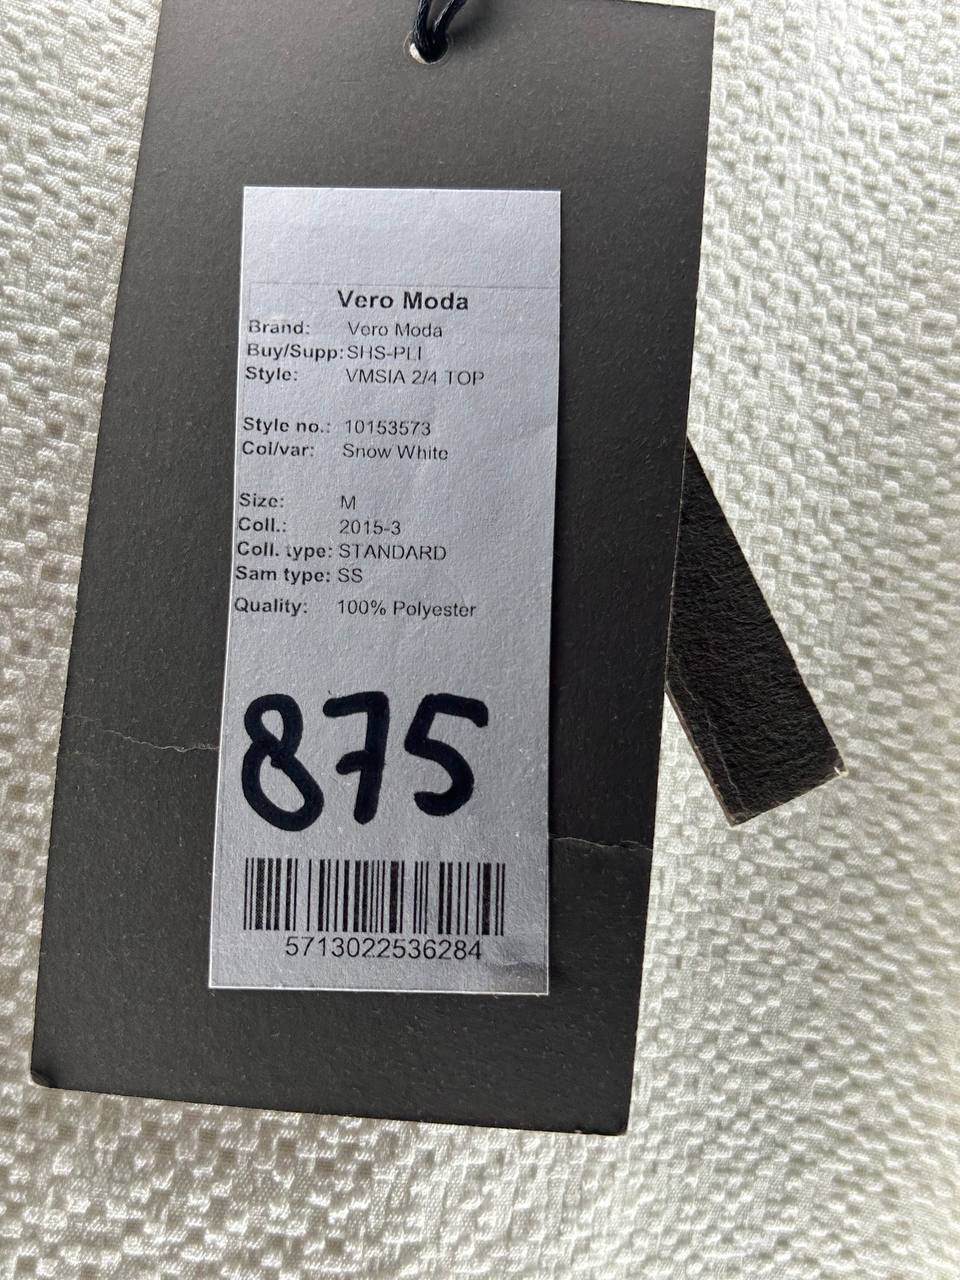 Vero Moda
Brand: Vero Moda
Buy/Supp: SHS-PLI
Style: VMSIA 2/4 TOP
Style no.: 10153573
Col/var: Snow White
Size: M
Coll.: 2015-3
Coll. type: STANDARD
Sam type: SS
Quality: 100% Polyester
875
5713022536284